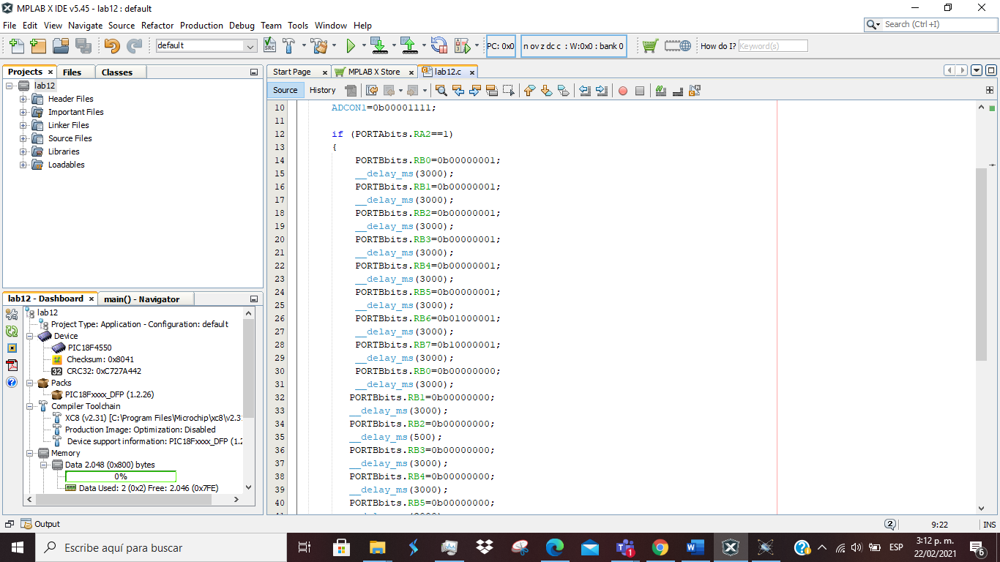 MPLAB X IDE v5.45 - lab12 : default
File Edit View Navigate Source Refactor Production Debug Team Tools Window Help
Search (Ctrl+I)
default
PC: 0x0
n ov z dc c : W:0x0 : bank 0
How do I?
Keyword(s)
Projects
Files
Classes
lab12
Header Files
Important Files
Linker Files
Source Files
Libraries
Loadables
Start Page
MPLAB X Store
lab12.c
Source
History
10 ADCON1=0b00001111;
11
12 if (PORTAbits.RA2==1)
13 {
14 PORTBbits.RB0=0b00000001;
15 __delay_ms(3000);
16 PORTBbits.RB1=0b00000001;
17 __delay_ms(3000);
18 PORTBbits.RB2=0b00000001;
19 __delay_ms(3000);
20 PORTBbits.RB3=0b00000001;
21 __delay_ms(3000);
22 PORTBbits.RB4=0b00000001;
23 __delay_ms(3000);
24 PORTBbits.RB5=0b00000001;
25 __delay_ms(3000);
26 PORTBbits.RB6=0b01000001;
27 __delay_ms(3000);
28 PORTBbits.RB7=0b10000001;
29 __delay_ms(3000);
30 PORTBbits.RB0=0b00000000;
31 __delay_ms(3000);
32 PORTBbits.RB1=0b00000000;
33 __delay_ms(3000);
34 PORTBbits.RB2=0b00000000;
35 __delay_ms(500);
36 PORTBbits.RB3=0b00000000;
37 __delay_ms(3000);
38 PORTBbits.RB4=0b00000000;
39 __delay_ms(3000);
40 PORTBbits.RB5=0b00000000;
lab12 - Dashboard
main() - Navigator
lab12
Project Type: Application - Configuration: default
Device
PIC18F4550
Checksum: 0x8041
32 CRC32: 0xC727A442
Packs
PIC18Fxxxx_DFP (1.2.26)
Compiler Toolchain
XC8 (v2.31) [C:\Program Files\Microchip\xc8\v2.3
Production Image: Optimization: Disabled
Device support information: PIC18Fxxxx_DFP (1.2
Memory
Data 2.048 (0x800) bytes
0%
Data Used: 2 (0x2) Free: 2.046 (0x7FE)
Output
2
9:22
INS
Escribe aquí para buscar
1
ESP
3:12 p. m.
22/02/2021
6